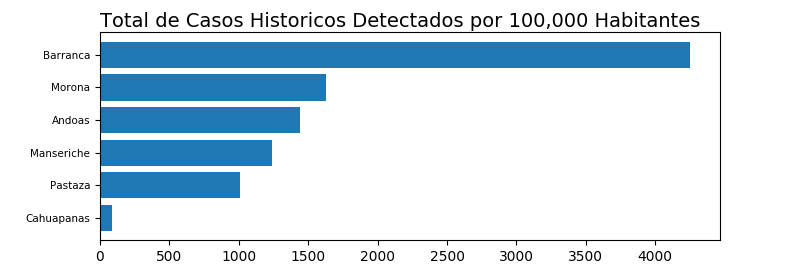 Total de Casos Historicos Detectados por 100,000 Habitantes
Barranca
Morona
Andoas
Manseriche
Pastaza
Cahuapanas
0 500 1000 1500 2000 2500 3000 3500 4000